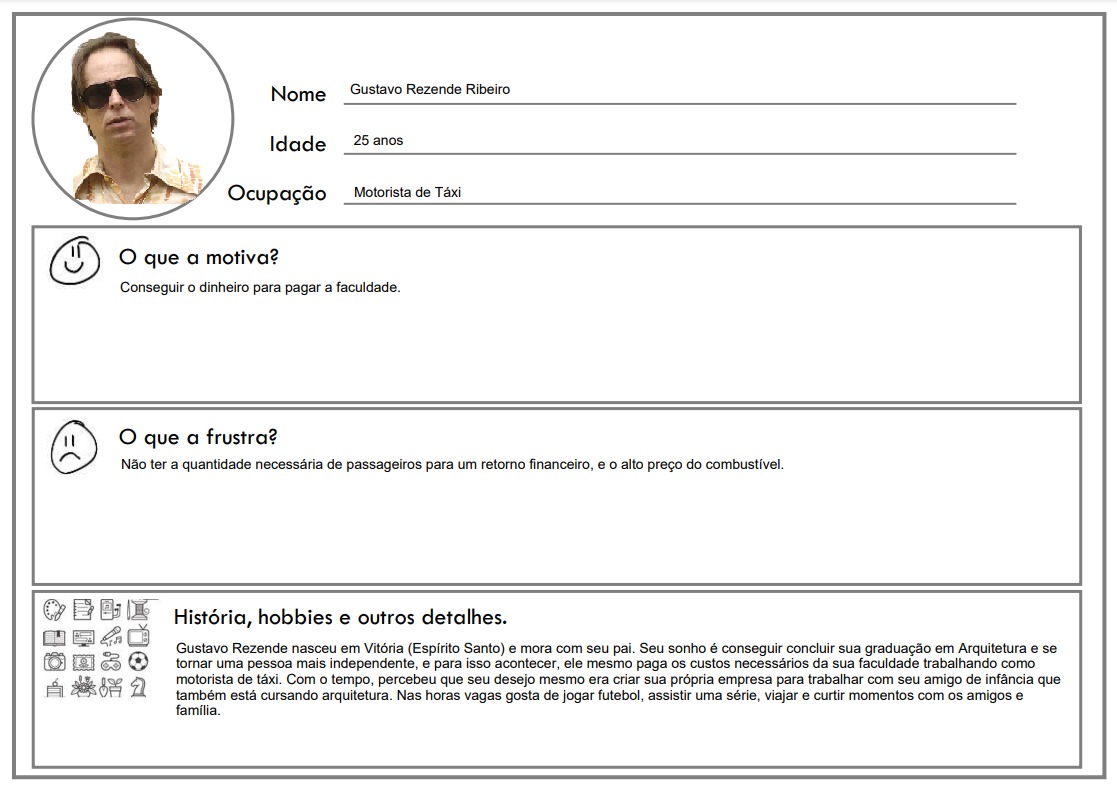 Nome Gustavo Rezende Ribeiro
Idade 25 anos
Ocupação Motorista de Táxi
O que a motiva?
Conseguir o dinheiro para pagar a faculdade.
O que a frustra?
Não ter a quantidade necessária de passageiros para um retorno financeiro, e o alto preço do combustível.
História, hobbies e outros detalhes.
Gustavo Rezende nasceu em Vitória (Espírito Santo) e mora com seu pai. Seu sonho é conseguir concluir sua graduação em Arquitetura e se
tornar uma pessoa mais independente, e para isso acontecer, ele mesmo paga os custos necessários da sua faculdade trabalhando como
motorista de táxi. Com o tempo, percebeu que seu desejo mesmo era criar sua própria empresa para trabalhar com seu amigo de infância que
também está cursando arquitetura. Nas horas vagas gosta de jogar futebol, assistir uma série, viajar e curtir momentos com os amigos e
família.